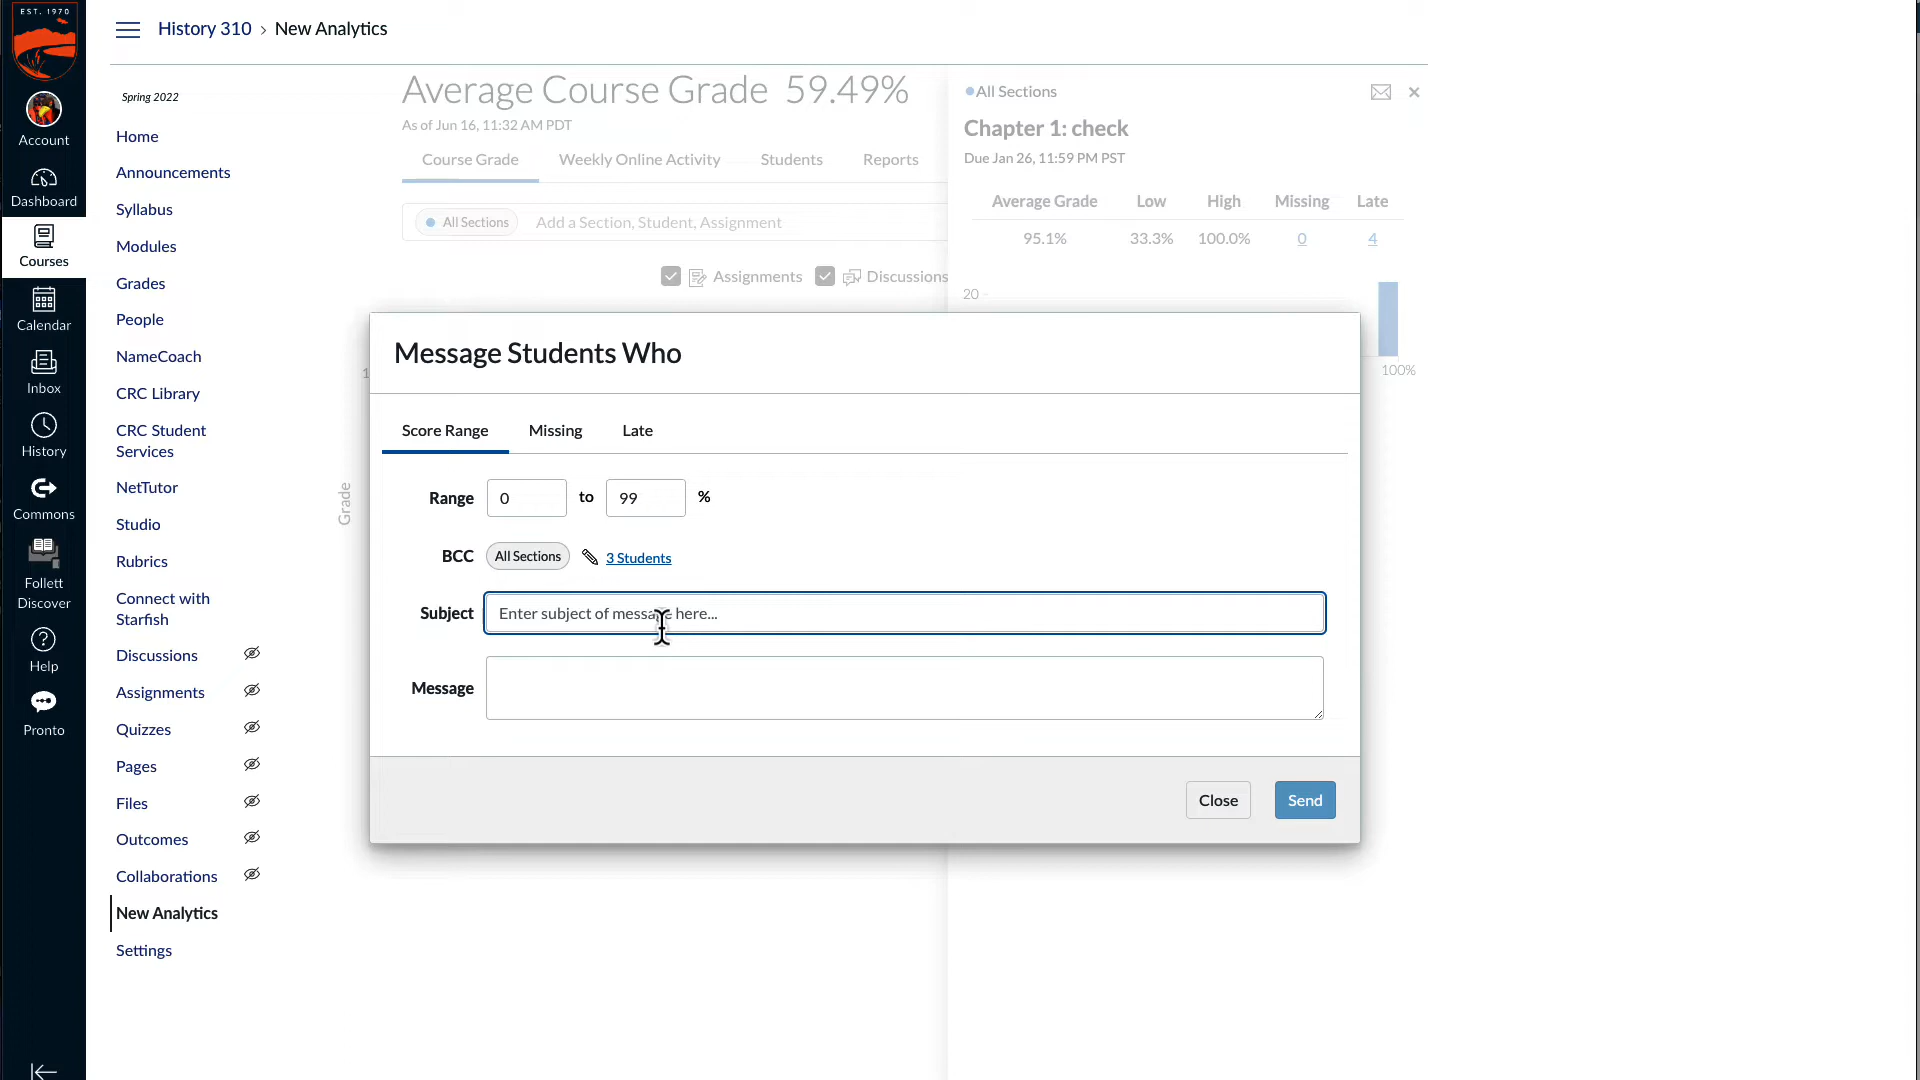 EST. 1970
Account
Dashboard
Courses
Calendar
Inbox
History
Commons
Follett
Discover
Help
Pronto
History 310 › New Analytics
Spring 2022
Home
Announcements
Syllabus
Modules
Grades
People
NameCoach
CRC Library
CRC Student
Services
NetTutor
Studio
Rubrics
Connect with
Starfish
Discussions
Assignments
Quizzes
Pages
Files
Outcomes
Collaborations
New Analytics
Settings
Average Course Grade 59.49%
As of Jun 16, 11:32 AM PDT
Course Grade Weekly Online Activity Students Reports
All Sections Add a Section, Student, Assignment
Assignments Discussions
1
Grade
All Sections
Chapter 1: check
Due Jan 26, 11:59 PM PST
Average Grade Low High Missing Late
95.1% 33.3% 100.0% 0 4
20
100%
Message Students Who
Score Range Missing Late
Range 0 to 99 %
BCC All Sections 3 Students
Subject Enter subject of message here...
Message
Close Send